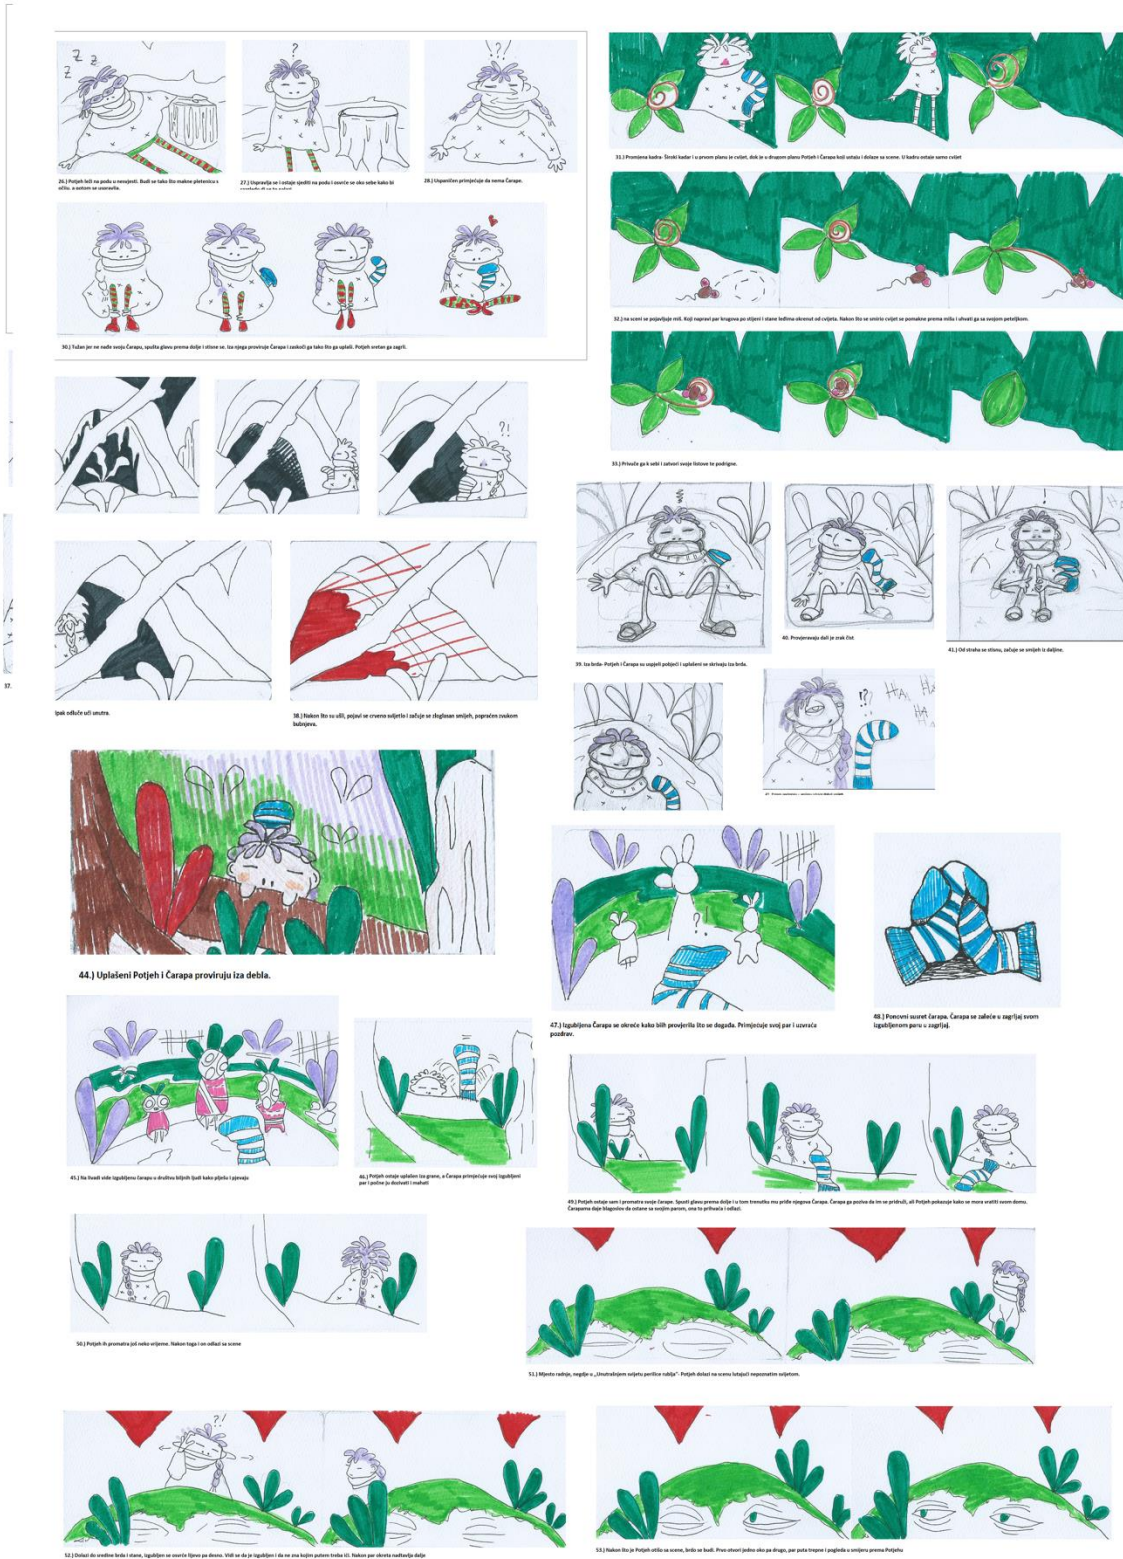 Z
Z
Z
?
!?!
26.) Potjeh leži na podu u nesvjesti. Budi se tako što makne pletenicu s
očiju, a potom se uspravlja.
27.) Uspravlja se i ostaje sjediti na podu i osvrće se oko sebe kako bi
28.) Uspaničen primjećuje da nema Čarape.
30.) Tužan jer ne nađe svoju Čarapu, spušta glavu prema dolje i stisne se. Iza njega proviruje Čarapa i zaskoči ga tako što ga uplaši. Potjeh sretan ga zagrli.
31.) Promjena kadra- Široki kadar i u prvom planu je cvijet, dok je u drugom planu Potjeh i Čarapa koji ustaju i dolaze sa scene. U kadru ostaje samo cvijet
32.) na sceni se pojavljuje miš. Koji napravi par krugova po stijeni i stane leđima okrenut od cvijeta. Nakon što se smirio cvijet se pomakne prema mišu i uhvati ga sa svojom peteljkom.
33.) Privuče ga k sebi i zatvori svoje listove te podrigne.
?!
37.
ipak odluče ući unutra.
38.) Nakon što su ušli, pojavi se crveno svijetlo i začuje se zloglasan smijeh, popraćen zvukom
bubnjeva.
39. Iza brda- Potjeh i Čarapa su uspjeli pobjeći i uplašeni se skrivaju iza brda.
40. Provjeravaju dali je zrak čist
!
HA
41.) Od straha se stisnu, začuje se smijeh iz daljine.
?
!?!
HA
HA
HA
44.) Uplašeni Potjeh i Čarapa proviruju iza debla.
45.) Na livadi vide izgubljenu čarapu u društvu biljnih ljudi kako plješu i pjevaju
46.) Potjeh ostaje uplašen iza grane, a Čarapa primjećuje svoj izgubljeni
par i počne ju dozivati i mahati
?!
47.) Izgubljena Čarapa se okreće kako biih provjerila što se događa. Primjećuje svoj par i uzvraća
pozdrav.
48.) Ponovni susret čarapa. Čarapa se zaleće u zagrljaj svom
izgubljenom paru u zagrljaj.
49.) Potjeh ostaje sam i promatra svoje čarape. Spusti glavu prema dolje i u tom trenutku mu priđe njegova Čarapa. Čarapa ga poziva da im se pridruži, ali Potjeh pokazuje kako se mora vratiti svom domu.
Čarapama daje blagoslov da ostane sa svojim parom, ona to prihvaća i odlazi.
50.) Potjeh ih promatra još neko vrijeme. Nakon toga i on odlazi sa scene
51.) Mjesto radnje, negdje u „Unutrašnjem svijetu perilice rublja"- Potjeh dolazi na scenu lutajući nepoznatim svijetom.
?!
52.) Dolazi do sredine brda i stane, izgubljen se osvrće lijevo pa desno. Vidi se da je izgubljen i da ne zna kojim putem treba ići. Nakon par okreta nastavlja dalje
53.) Nakon što je Potjeh otišo sa scene, brdo se budi. Prvo otvori jedno oko pa drugo, par puta trepne i pogleda u smijeru prema Potjehu